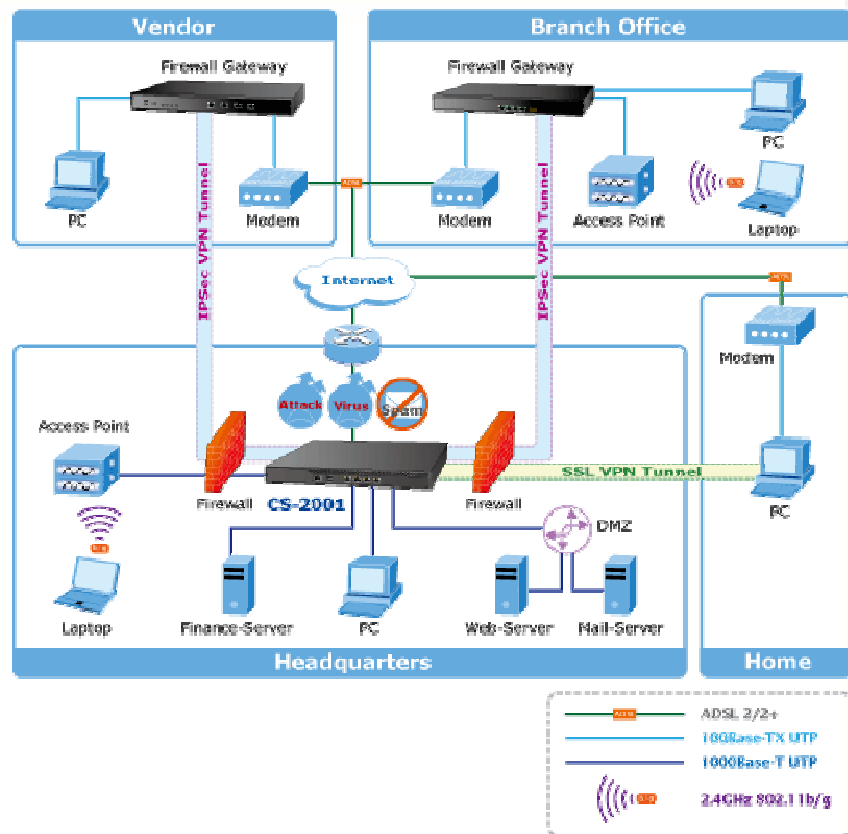 Vendor
Branch Office
Firewall Gateway
Firewall Gateway
PC
Modem
ADSL
Modem
Access Point
PC
Laptop
IPSec VPN Tunnel
IPSec VPN Tunnel
Internet
ADSL
Modem
Attack
Virus
Spam
Access Point
Firewall
CS-2001
Firewall
SSL VPN Tunnel
PC
DMZ
Laptop
Finance-Server
PC
Web-Server
Mail-Server
Headquarters
Home
ADSL
ADSL 2/2+
100Base-TX UTP
1000Base-T UTP
2.4GHz 802.11b/g